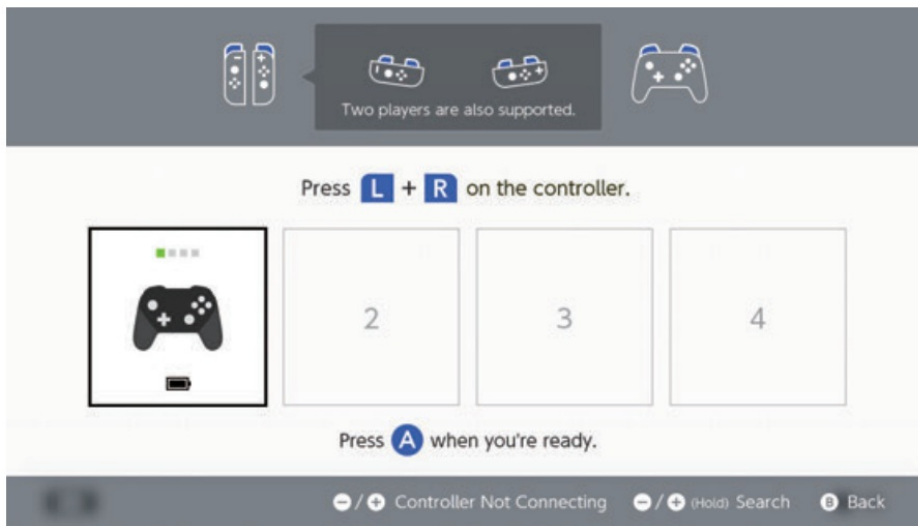 Two players are also supported.
Press L + R on the controller.
2
3
4
Press A when you're ready.
−/+ Controller Not Connecting −/+ (Hold) Search B Back